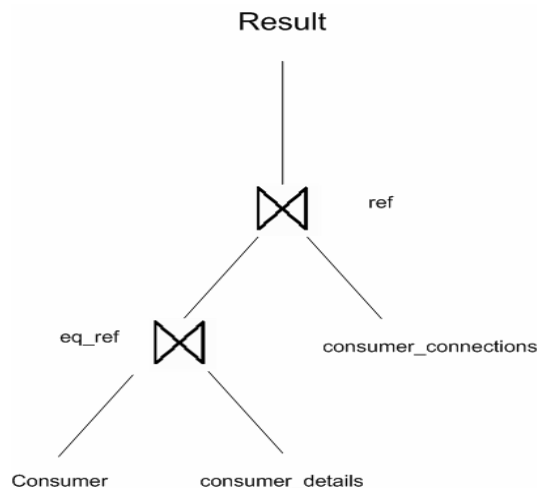 Result
ref
eq_ref
consumer_connections
Consumer
consumer_details